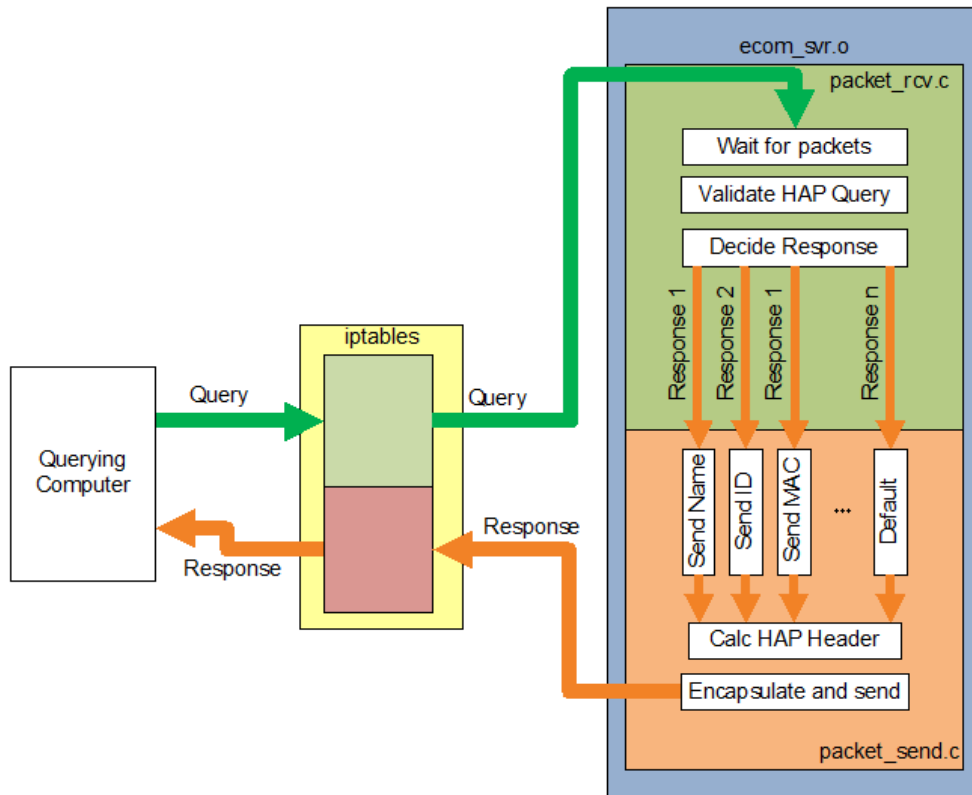 ecom_svr.o
packet_rcv.c
Wait for packets
Validate HAP Query
Decide Response
Response 1
Response 2
Response 1
Response n
iptables
Query
Query
Querying
Computer
Response
Response
Send Name
Send ID
Send MAC
...
Default
Calc HAP Header
Encapsulate and send
packet_send.c